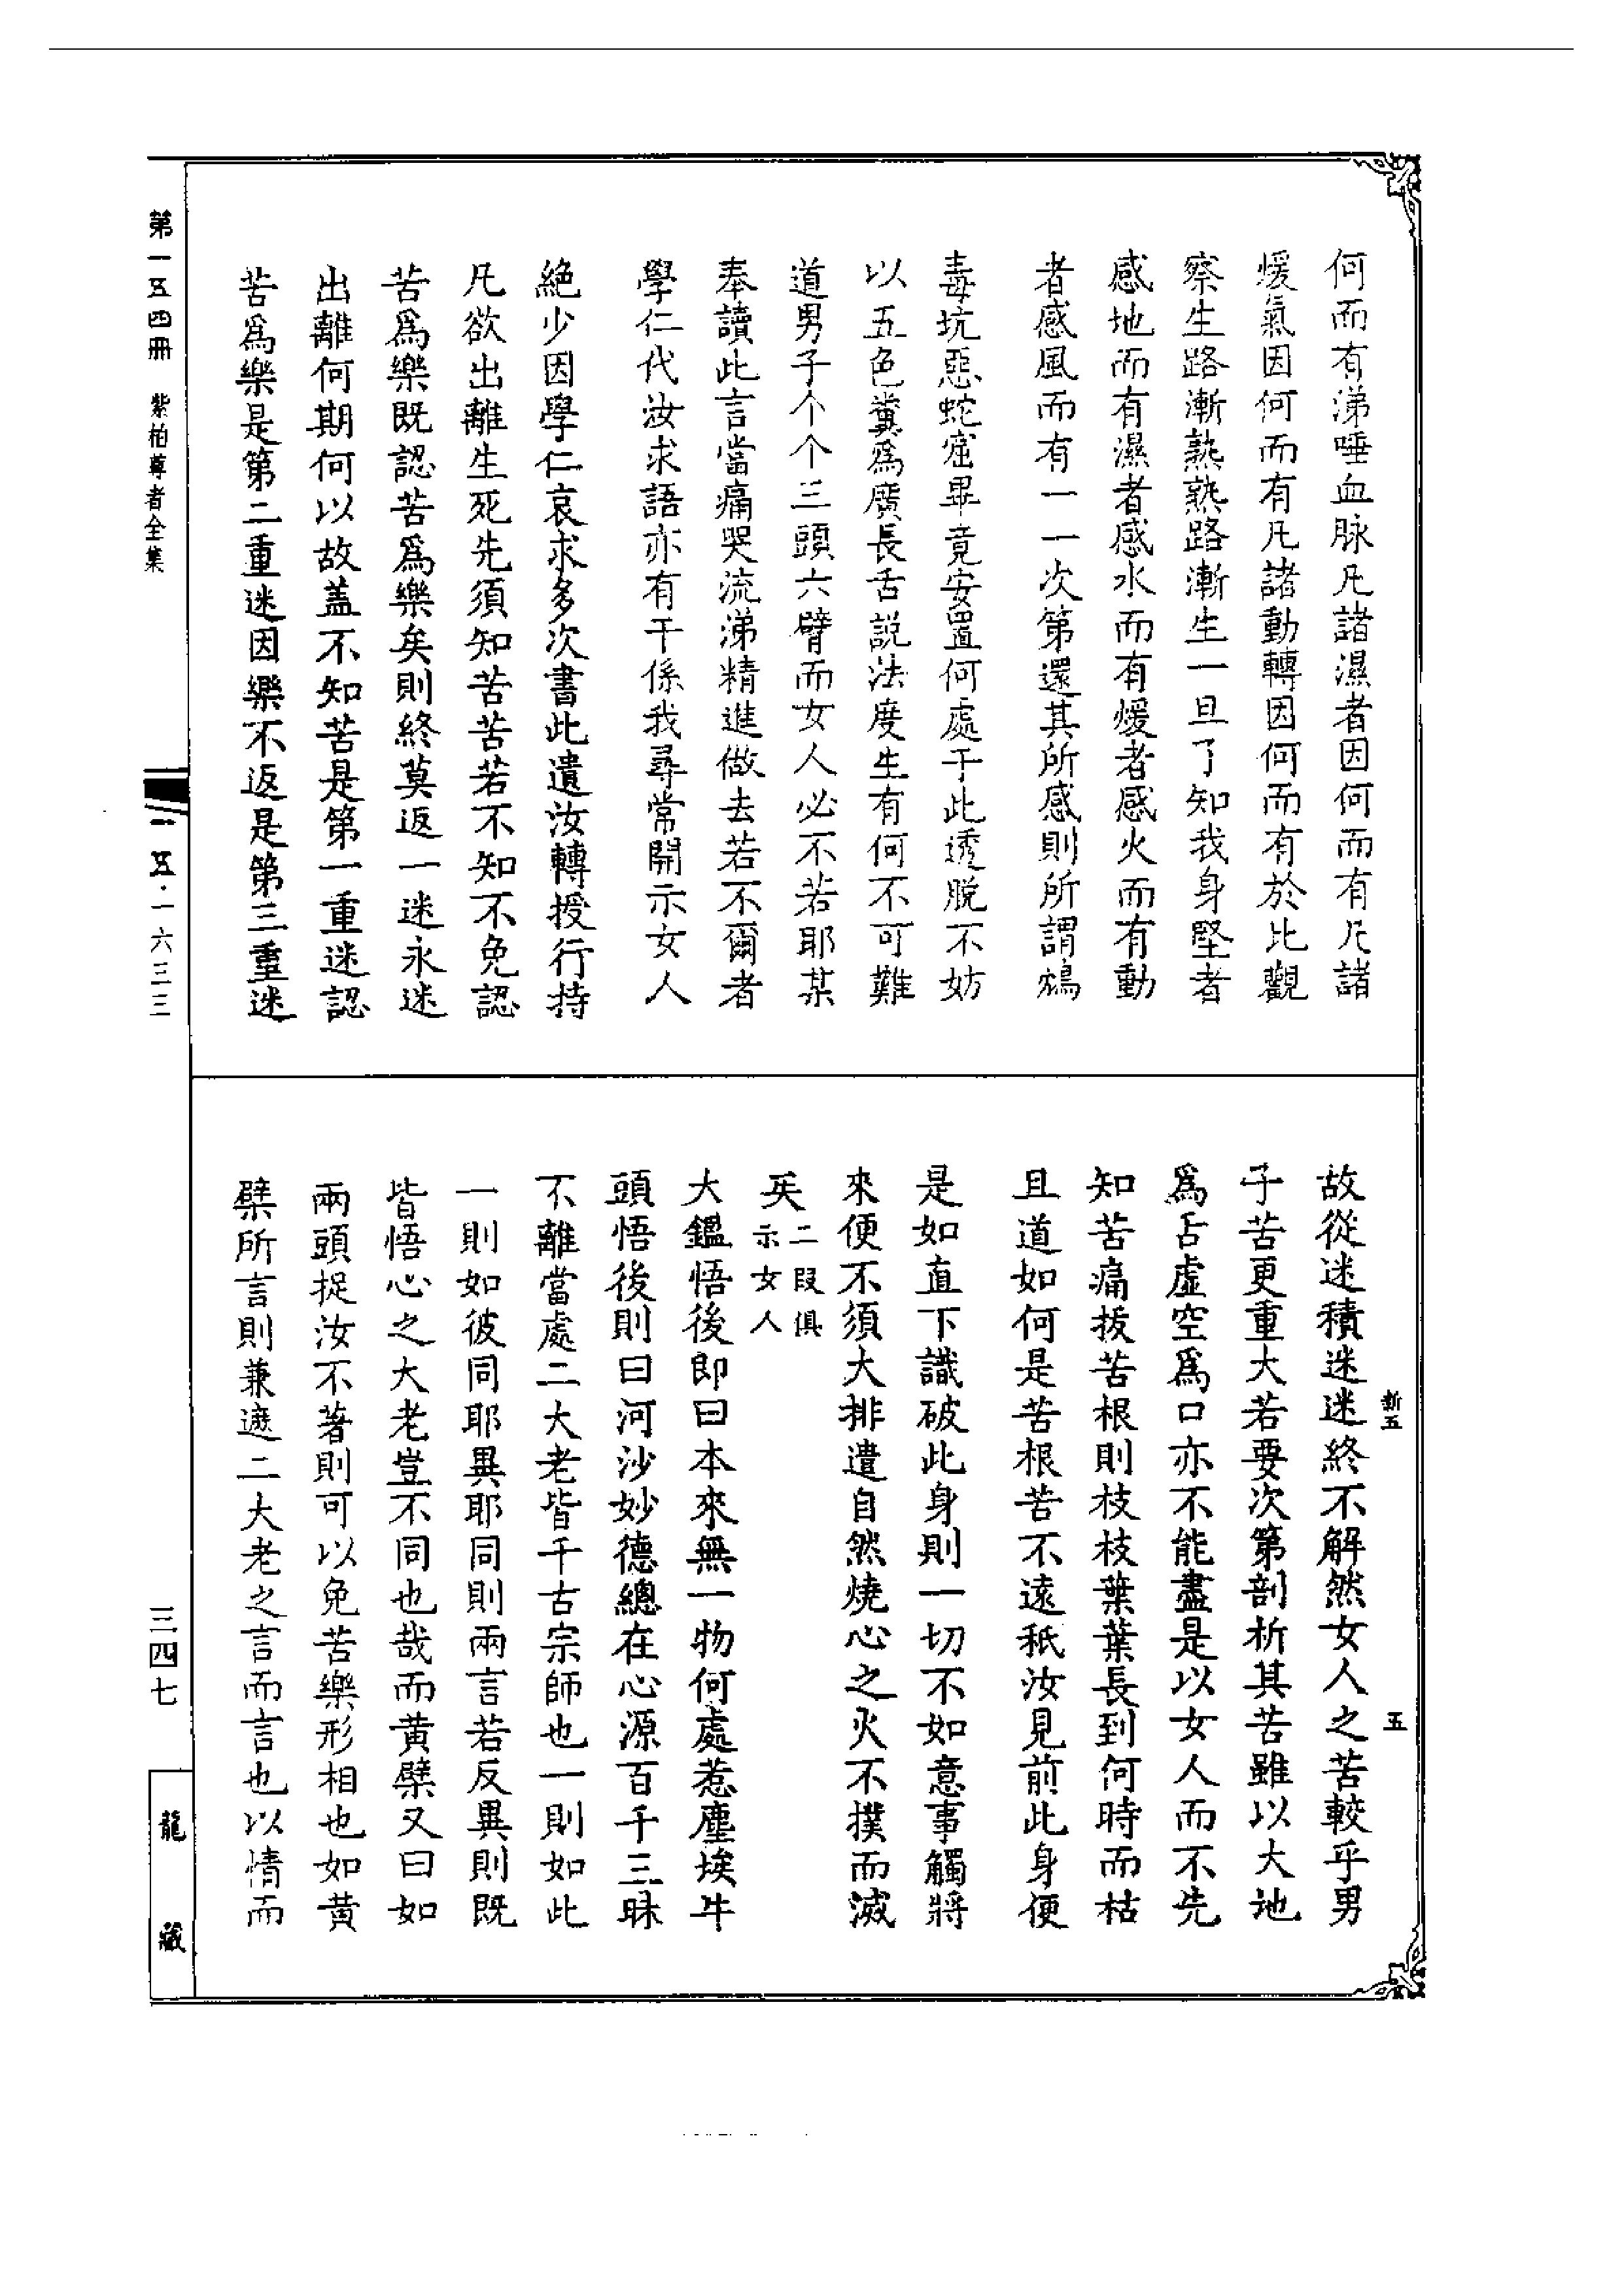 何而有涕唾血脉凡諸濕者因何而有凡諸
煖氣因何而有凡諸動轉因何而有於此觀
察生路漸熟熟路漸生一旦了知我身堅者
感地而有濕者感水而有煖者感火而有動
者感風而有一一次第還其所感則所謂鴆
毒坑惡蛇窟畢竟安置何處于此透脫不妨
以五色糞爲廣長舌説法度生有何不可難
道男子个个三頭六臂而女人必不若耶某
奉讀此言當痛哭流涕精進做去若不爾者
學仁代汝求語亦有干係我尋常開示女人
絶少因學仁哀求多次書此遺汝轉授行持
凡欲出離生死先須知苦苦若不知不免認
苦爲樂既認苦爲樂矣則終莫返一迷永迷
出離何期何以故盖不知苦是第一重迷認
苦爲樂是第二重迷因樂不返是第三重迷
故從迷積迷迷終不解然女人之苦較乎男
子苦更重大若要次第剖析其苦雖以大地
爲舌虛空爲口亦不能盡是以女人而不先
知苦痛拔苦根則枝枝葉葉長到何時而枯
且道如何是苦根苦不遠秖汝見前此身便
是如直下識破此身則一切不如意事觸將
來便不須大排遣自然燒心之火不撲而滅
矣二段俱示女人
大鑑悟後即曰本來無一物何處惹塵埃牛
頭悟後則曰河沙妙德總在心源百千三昧
不離當處二大老皆千古宗師也一則如此
一則如彼同耶異耶同則兩言若反異則既
皆悟心之大老豈不同也哉而黄檗又曰如
兩頭捉汝不著則可以免苦樂形相也如黄
檗所言則兼遮二大老之言而言也以情而
新五
五
第一五四冊 紫柏尊者全集
一五·一六三三
三四七
龍藏